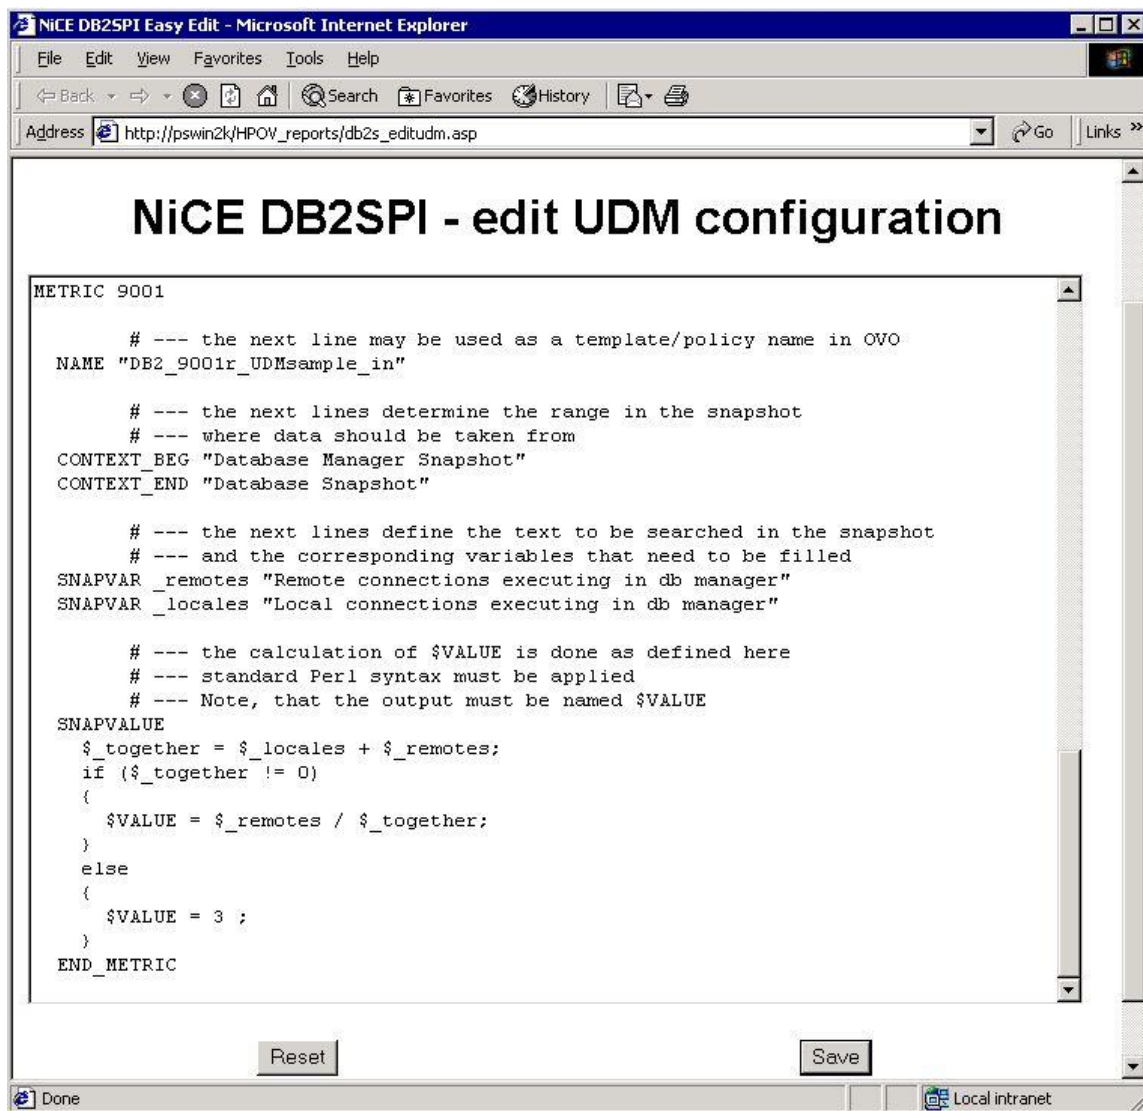 NiCE DB2SPI Easy Edit - Microsoft Internet Explorer
File Edit View Favorites Tools Help
Back Search Favorites History
Address http://pswin2k/HPOV_reports/db2s_editudm.asp Go Links »
NiCE DB2SPI - edit UDM configuration
METRIC 9001
# --- the next line may be used as a template/policy name in OVO
NAME "DB2_9001r_UDMsample_in"
# --- the next lines determine the range in the snapshot
# --- where data should be taken from
CONTEXT_BEG "Database Manager Snapshot"
CONTEXT_END "Database Snapshot"
# --- the next lines define the text to be searched in the snapshot
# --- and the corresponding variables that need to be filled
SNAPVAR _remotes "Remote connections executing in db manager"
SNAPVAR _locales "Local connections executing in db manager"
# --- the calculation of $VALUE is done as defined here
# --- standard Perl syntax must be applied
# --- Note, that the output must be named $VALUE
SNAPVALUE
$_together = $_locales + $_remotes;
if ($_together != 0)
{
$VALUE = $_remotes / $_together;
}
else
{
$VALUE = 3 ;
}
END_METRIC
Reset Save
Done Local intranet